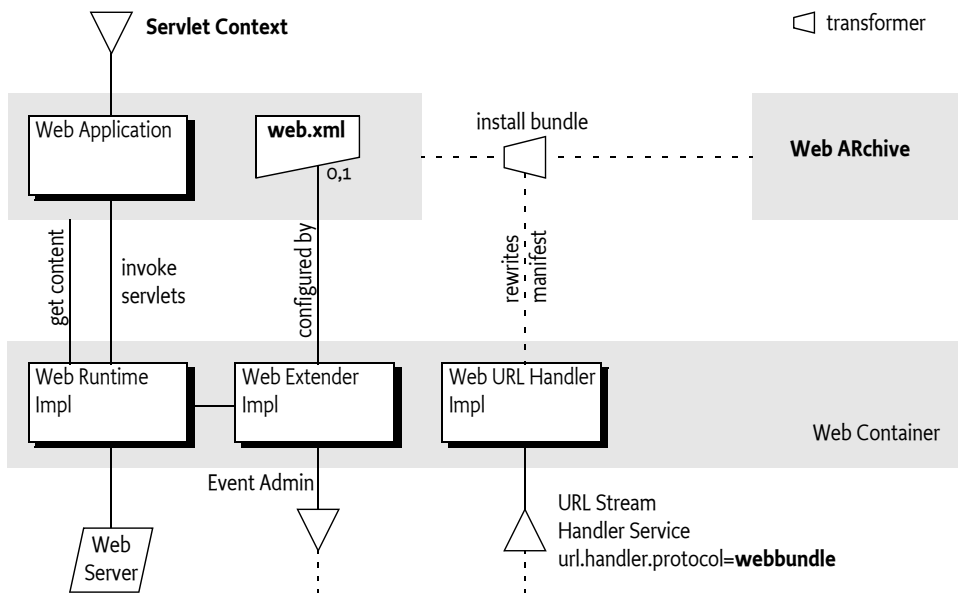 Servlet Context
transformer
Web Application
web.xml
0,1
install bundle
Web ARchive
get content
invoke
servlets
configured by
rewrites
manifest
Web Runtime
Impl
Web Extender
Impl
Web URL Handler
Impl
Web Container
Event Admin
URL Stream
Handler Service
url.handler.protocol=webbundle
Web
Server